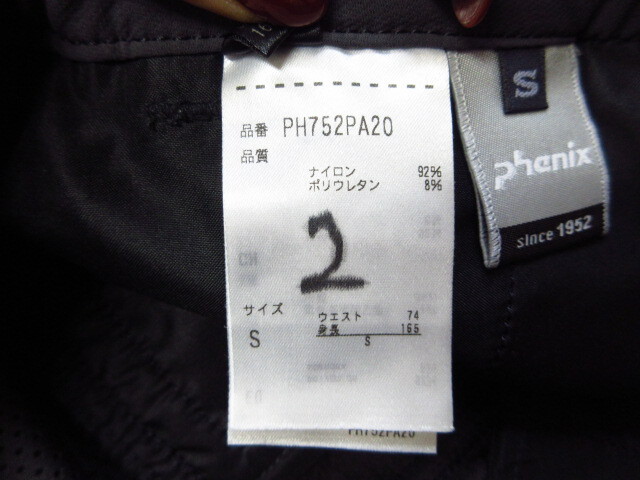 品番 PH752PA20
品質
ナイロン 92%
ポリウレタン 8%
2
サイズ ウエスト 74
身長 165
S S
PH752PA20
S
phenix
since 1952